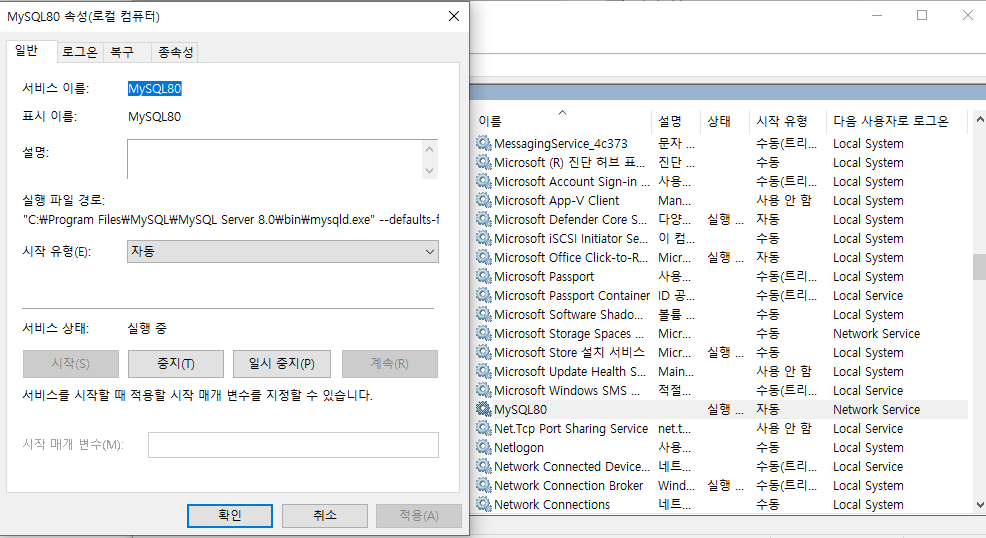 MySQL80 속성(로컬 컴퓨터)
일반 로그온 복구 종속성
서비스 이름: MySQL80
표시 이름: MySQL80
설명:
실행 파일 경로:
"C:₩Program Files₩MySQL₩MySQL Server 8.0₩bin₩mysqld.exe" --defaults-f
시작 유형(E): 자동
서비스 상태: 실행 중
시작(S) 중지(T) 일시 중지(P) 계속(R)
서비스를 시작할 때 적용할 시작 매개 변수를 지정할 수 있습니다.
시작 매개 변수(M):
확인 취소 적용(A)
이름 설명 상태 시작 유형 다음 사용자로 로그온
MessagingService_4c373 문자 ... 수동(트리... Local System
Microsoft (R) 진단 허브 표... 진단 ... 수동 Local System
Microsoft Account Sign-in ... 사용... 수동(트리... Local System
Microsoft App-V Client Man... 사용 안 함 Local System
Microsoft Defender Core S... 다양... 실행 ... 자동 Local System
Microsoft iSCSI Initiator Se... 이 컴... 수동 Local System
Microsoft Office Click-to-R... Micr... 실행 ... 자동 Local System
Microsoft Passport 사용... 수동(트리... Local System
Microsoft Passport Container ID 공... 수동(트리... Local Service
Microsoft Software Shado... 볼륨 ... 수동 Local System
Microsoft Storage Spaces ... Micr... 수동 Network Service
Microsoft Store 설치 서비스 Micr... 실행 ... 수동 Local System
Microsoft Update Health S... Main... 사용 안 함 Local System
Microsoft Windows SMS ... 적절... 수동(트리... Local System
MySQL80 실행 ... 자동 Network Service
Net.Tcp Port Sharing Service net.t... 사용 안 함 Local Service
Netlogon 사용... 수동 Local System
Network Connected Device... 네트... 수동(트리... Local Service
Network Connection Broker Wind... 실행 ... 수동(트리... Local System
Network Connections 네트... 수동 Local System